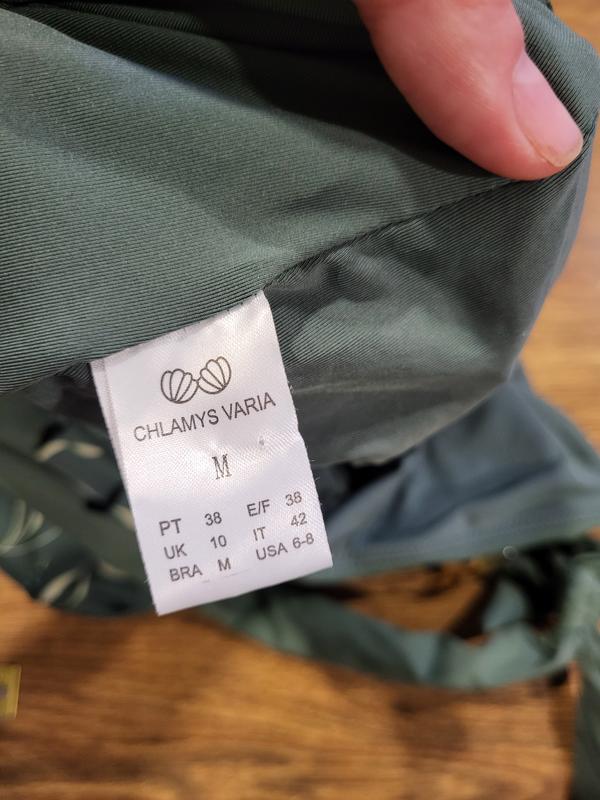 CHLAMYS VARIA
M
PT 38 E/F 38
UK 10 IT 42
BRA M USA 6-8